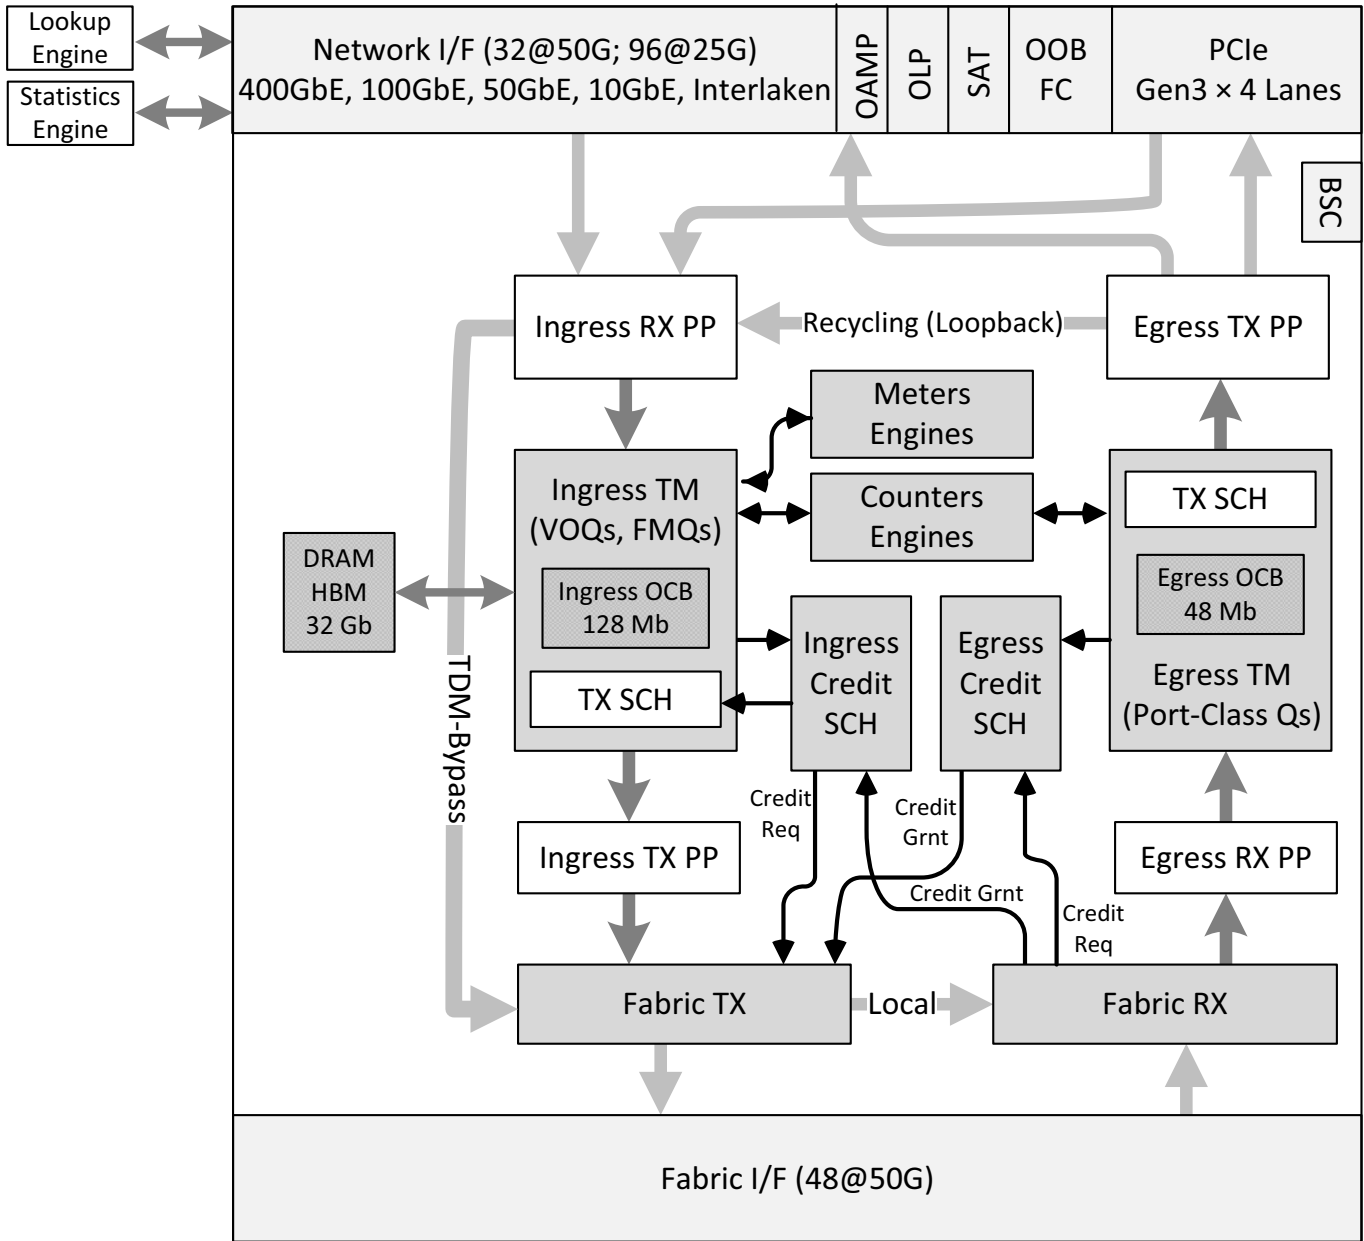 Lookup
Engine
Statistics
Engine
Network I/F (32@50G; 96@25G)
400GbE, 100GbE, 50GbE, 10GbE, Interlaken
OAMP
OLP
SAT
OOB
FC
PCIe
Gen3 × 4 Lanes
BSC
Ingress RX PP
Recycling (Loopback)
Egress TX PP
Meters
Engines
Ingress TM
(VOQs, FMQs)
Counters
Engines
TX SCH
DRAM
HBM
32 Gb
Ingress OCB
128 Mb
Egress OCB
48 Mb
Ingress
Credit
SCH
Egress
Credit
SCH
TX SCH
Egress TM
(Port-Class Qs)
TDM-Bypass
Credit
Req
Credit
Grnt
Ingress TX PP
Egress RX PP
Credit Grnt
Credit
Req
Fabric TX
Local
Fabric RX
Fabric I/F (48@50G)